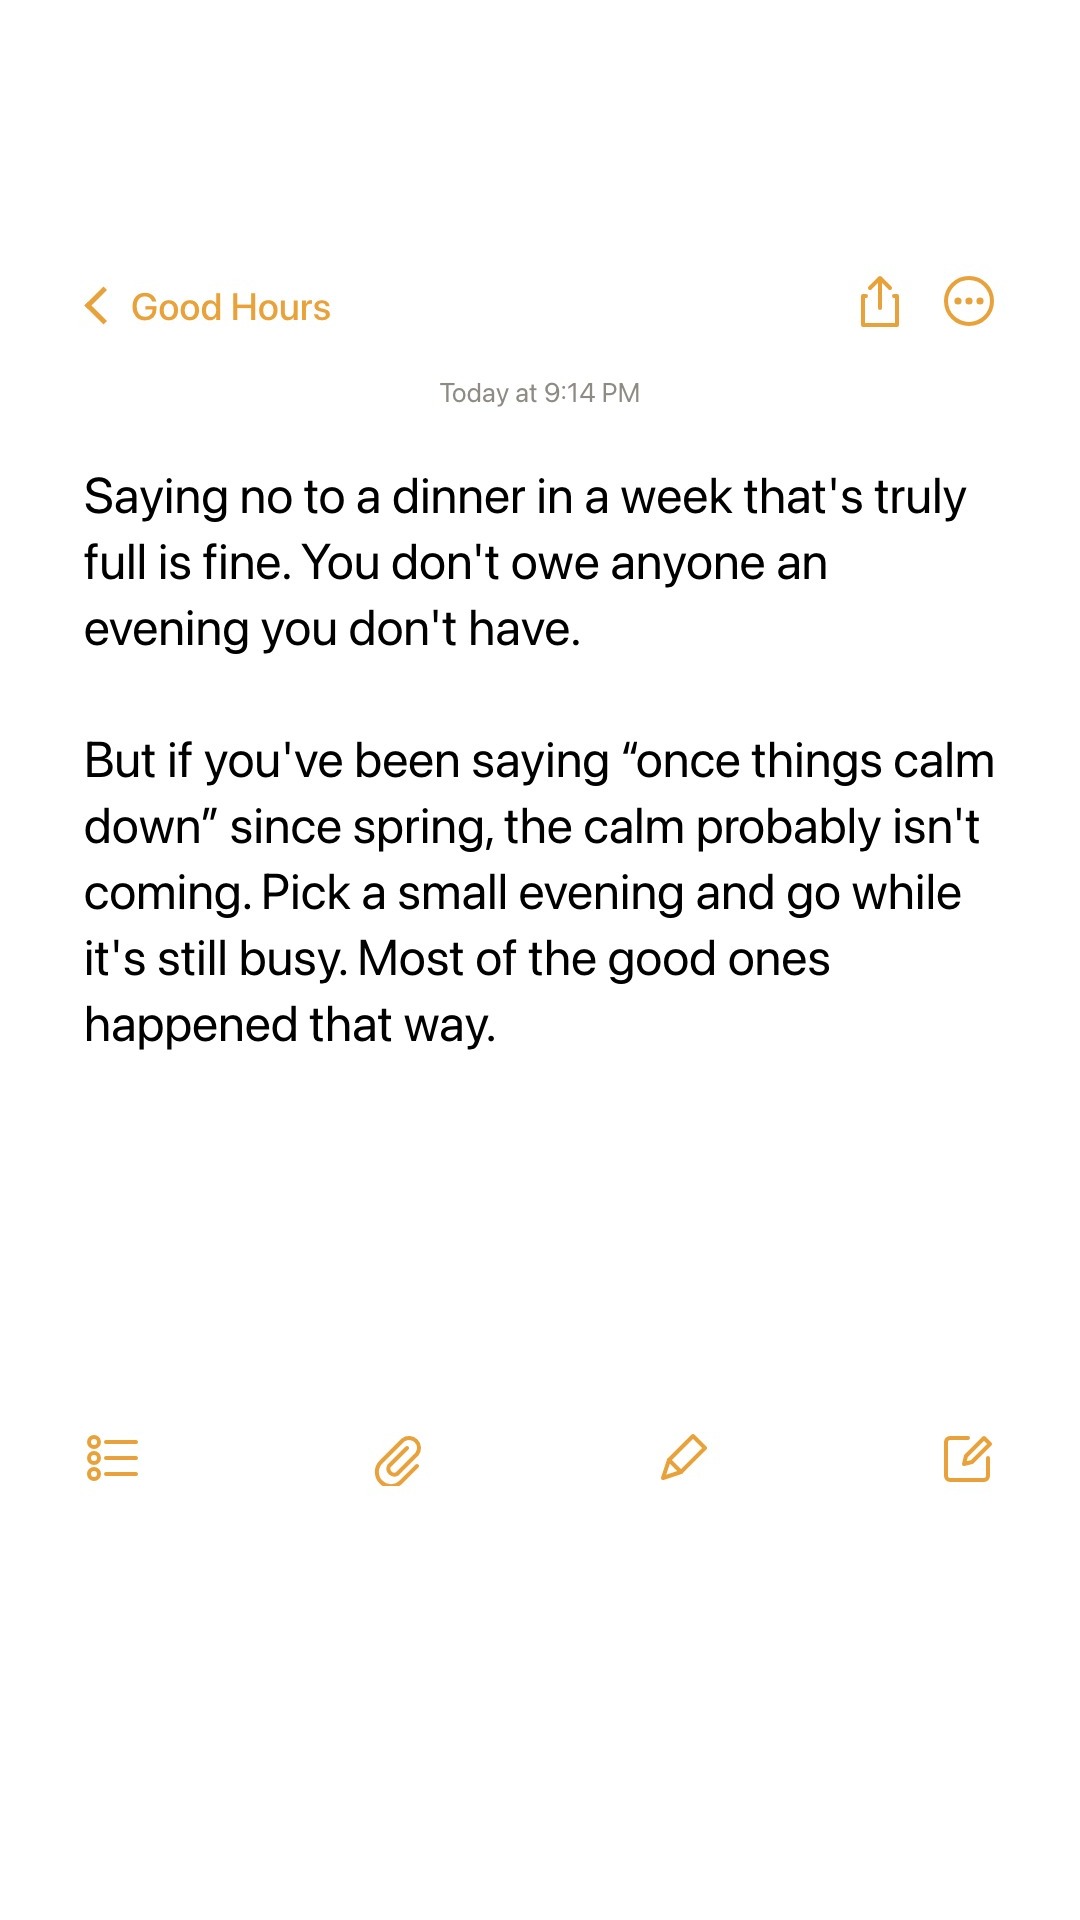 Good Hours
Today at 9:14 PM
Saying no to a dinner in a week that's truly
full is fine. You don't owe anyone an
evening you don't have.
But if you've been saying “once things calm
down” since spring, the calm probably isn't
coming. Pick a small evening and go while
it's still busy. Most of the good ones
happened that way.